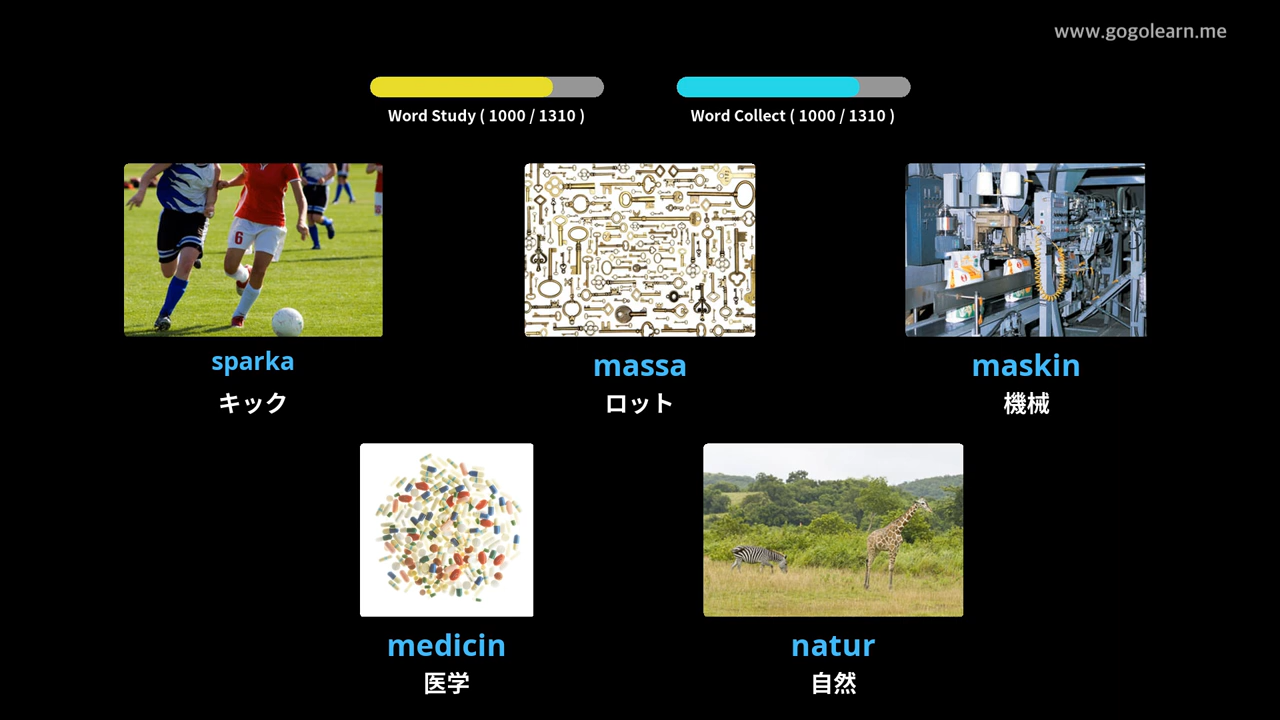 www.gogolearn.me
Word Study ( 1000 / 1310 )
Word Collect ( 1000 / 1310 )
sparka
キック
massa
ロット
maskin
機械
medicin
医学
natur
自然